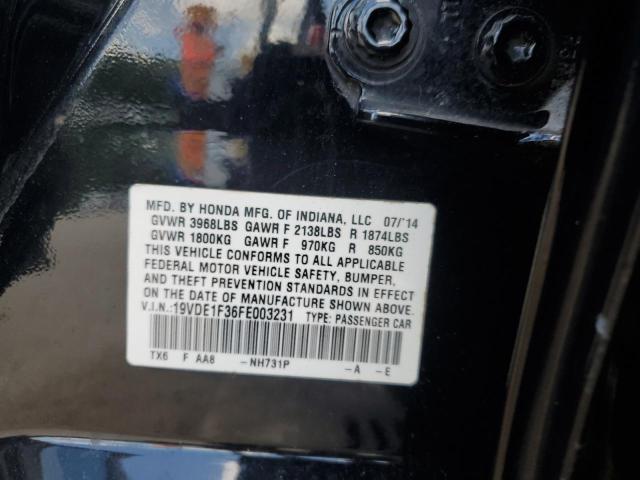 MFD. BY HONDA MFG. OF INDIANA, LLC 07/14
GVWR 3968LBS GAWR F 2138LBS R 1874LBS
GVWR 1800KG GAWR F 970KG R 850KG
THIS VEHICLE CONFORMS TO ALL APPLICABLE
FEDERAL MOTOR VEHICLE SAFETY, BUMPER,
AND THEFT PREVENTION STANDARDS IN EFFECT
ON THE DATE OF MANUFACTURE SHOWN ABOVE.
V.I.N.:19VDE1F36FE003231 TYPE: PASSENGER CAR
TX6 F AA8 -NH731P -A -E